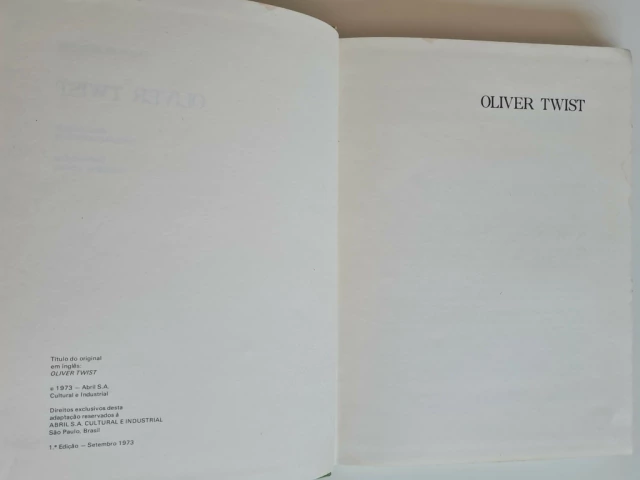 Título do original
em inglês:
OLIVER TWIST
© 1973 — Abril S.A.
Cultural e Industrial
Direitos exclusivos desta
adaptação reservados à
ABRIL S.A. CULTURAL E INDUSTRIAL
São Paulo, Brasil
1.ª Edição — Setembro 1973
OLIVER TWIST